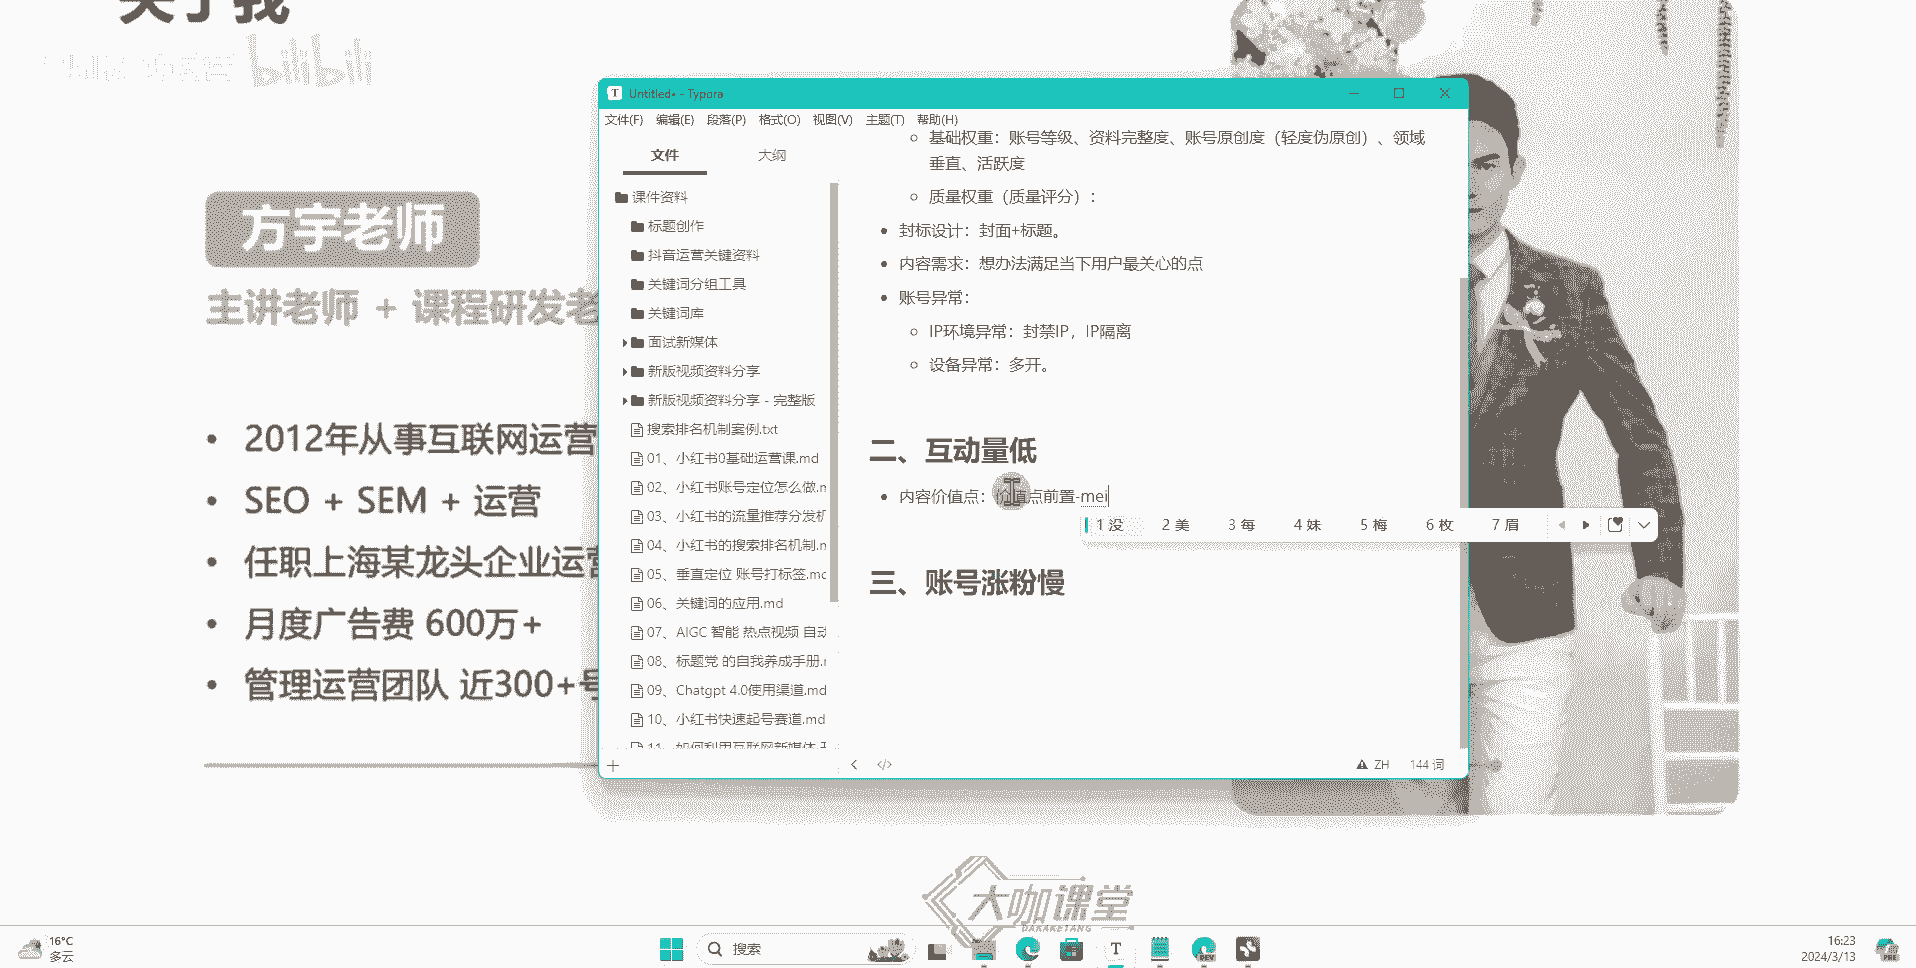 关于我
bilibili
方宇老师
主讲老师 + 课程研发老
• 2012年从事互联网运营
• SEO + SEM + 运营
• 任职上海某龙头企业运营
• 月度广告费 600万+
• 管理运营团队 近300+号
Untitled• - Typora
文件(F) 编辑(E) 段落(P) 格式(O) 视图(V) 主题(T) 帮助(H)
文件 大纲
课件资料
标题创作
抖音运营关键资料
关键词分组工具
关键词库
面试新媒体
新版视频资料分享
新版视频资料分享 - 完整版
搜索排名机制案例.txt
01、小红书0基础运营课.md
02、小红书账号定位怎么做.m
03、小红书的流量推荐分发机
04、小红书的搜索排名机制.m
05、垂直定位 账号打标签.md
06、关键词的应用.md
07、AIGC 智能 热点视频 自动
08、标题党 的自我养成手册.m
09、Chatgpt 4.0使用渠道.md
10、小红书快速起号赛道.md
11、如何利用互联网新媒体
基础权重：账号等级、资料完整度、账号原创度（轻度伪原创）、领域
垂直、活跃度
质量权重（质量评分）：
封标设计：封面+标题。
内容需求：想办法满足当下用户最关心的点
账号异常：
IP环境异常：封禁IP，IP隔离
设备异常：多开。
二、互动量低
内容价值点：价值点前置-mei
1 没 2 美 3 每 4 妹 5 梅 6 枚 7 眉
三、账号涨粉慢
ZH 144 词
大咖课堂
DAKAKETANG
16°C
多云
搜索
T
DEV
16:23
2024/3/13
PRE